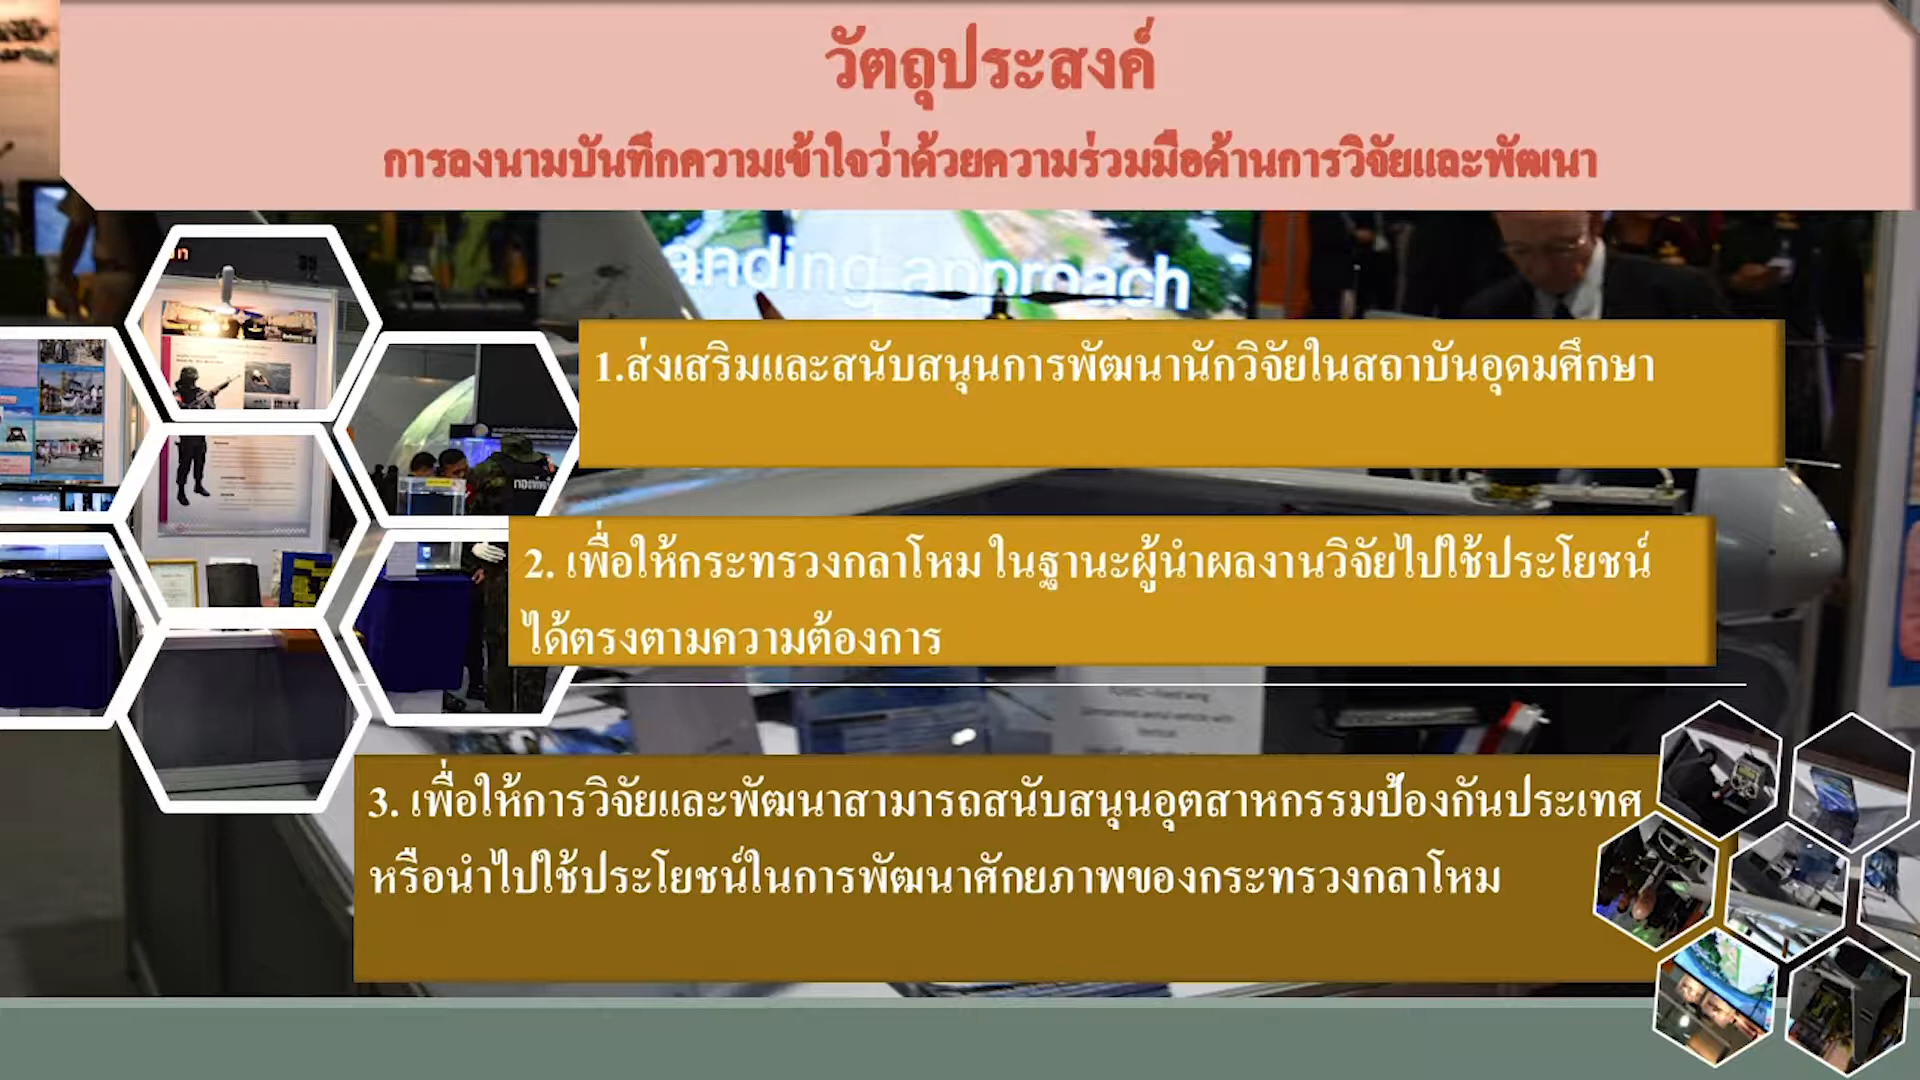 วัตถุประสงค์
การลงนามบันทึกความเข้าใจว่าด้วยความร่วมมือด้านการวิจัยและพัฒนา
anding approach
1.ส่งเสริมและสนับสนุนการพัฒนานักวิจัยในสถาบันอุดมศึกษา
2. เพื่อให้กระทรวงกลาโหม ในฐานะผู้นำผลงานวิจัยไปใช้ประโยชน์
ได้ตรงตามความต้องการ
3. เพื่อให้การวิจัยและพัฒนาสามารถสนับสนุนอุตสาหกรรมป้องกันประเทศ
หรือนำไปใช้ประโยชน์ในการพัฒนาศักยภาพของกระทรวงกลาโหม